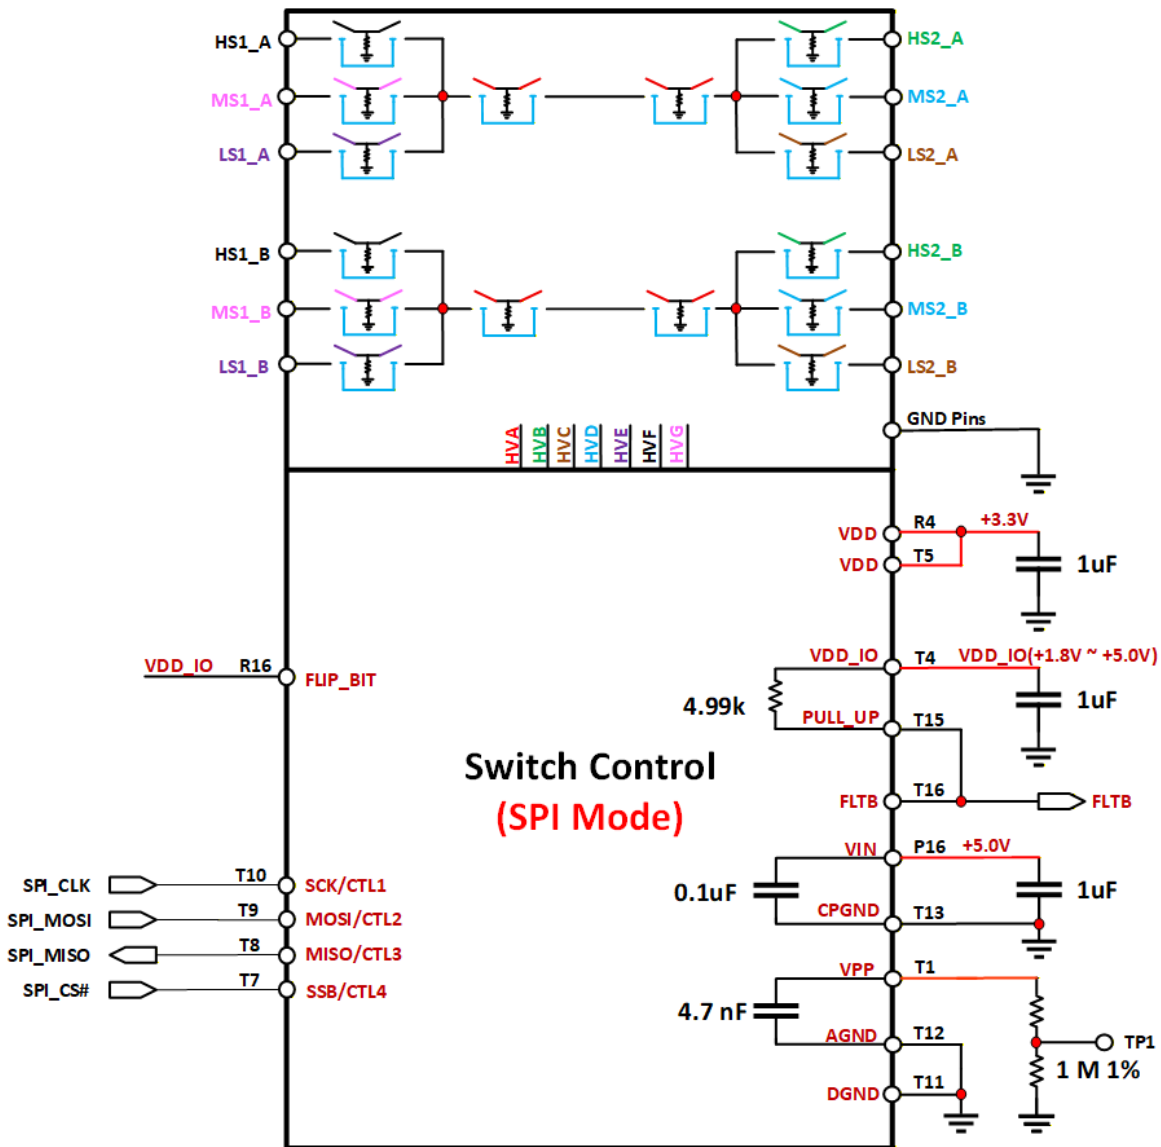 HS1_A
HS2_A
MS1_A
MS2_A
LS1_A
LS2_A
HS1_B
HS2_B
MS1_B
MS2_B
LS1_B
LS2_B
GND Pins
HVA
HVB
HVC
HVD
HVE
HVF
HVG
VDD
R4
+3.3V
VDD
T5
1uF
VDD_IO
R16
FLIP_BIT
VDD_IO
T4
VDD_IO(+1.8V ~ +5.0V)
4.99k
1uF
PULL_UP
T15
Switch Control
(SPI Mode)
FLTB
T16
FLTB
VIN
P16
+5.0V
0.1uF
1uF
CPGND
T13
SPI_CLK
T10
SCK/CTL1
SPI_MOSI
T9
MOSI/CTL2
SPI_MISO
T8
MISO/CTL3
SPI_CS#
T7
SSB/CTL4
VPP
T1
4.7 nF
AGND
T12
TP1
1 M 1%
DGND
T11